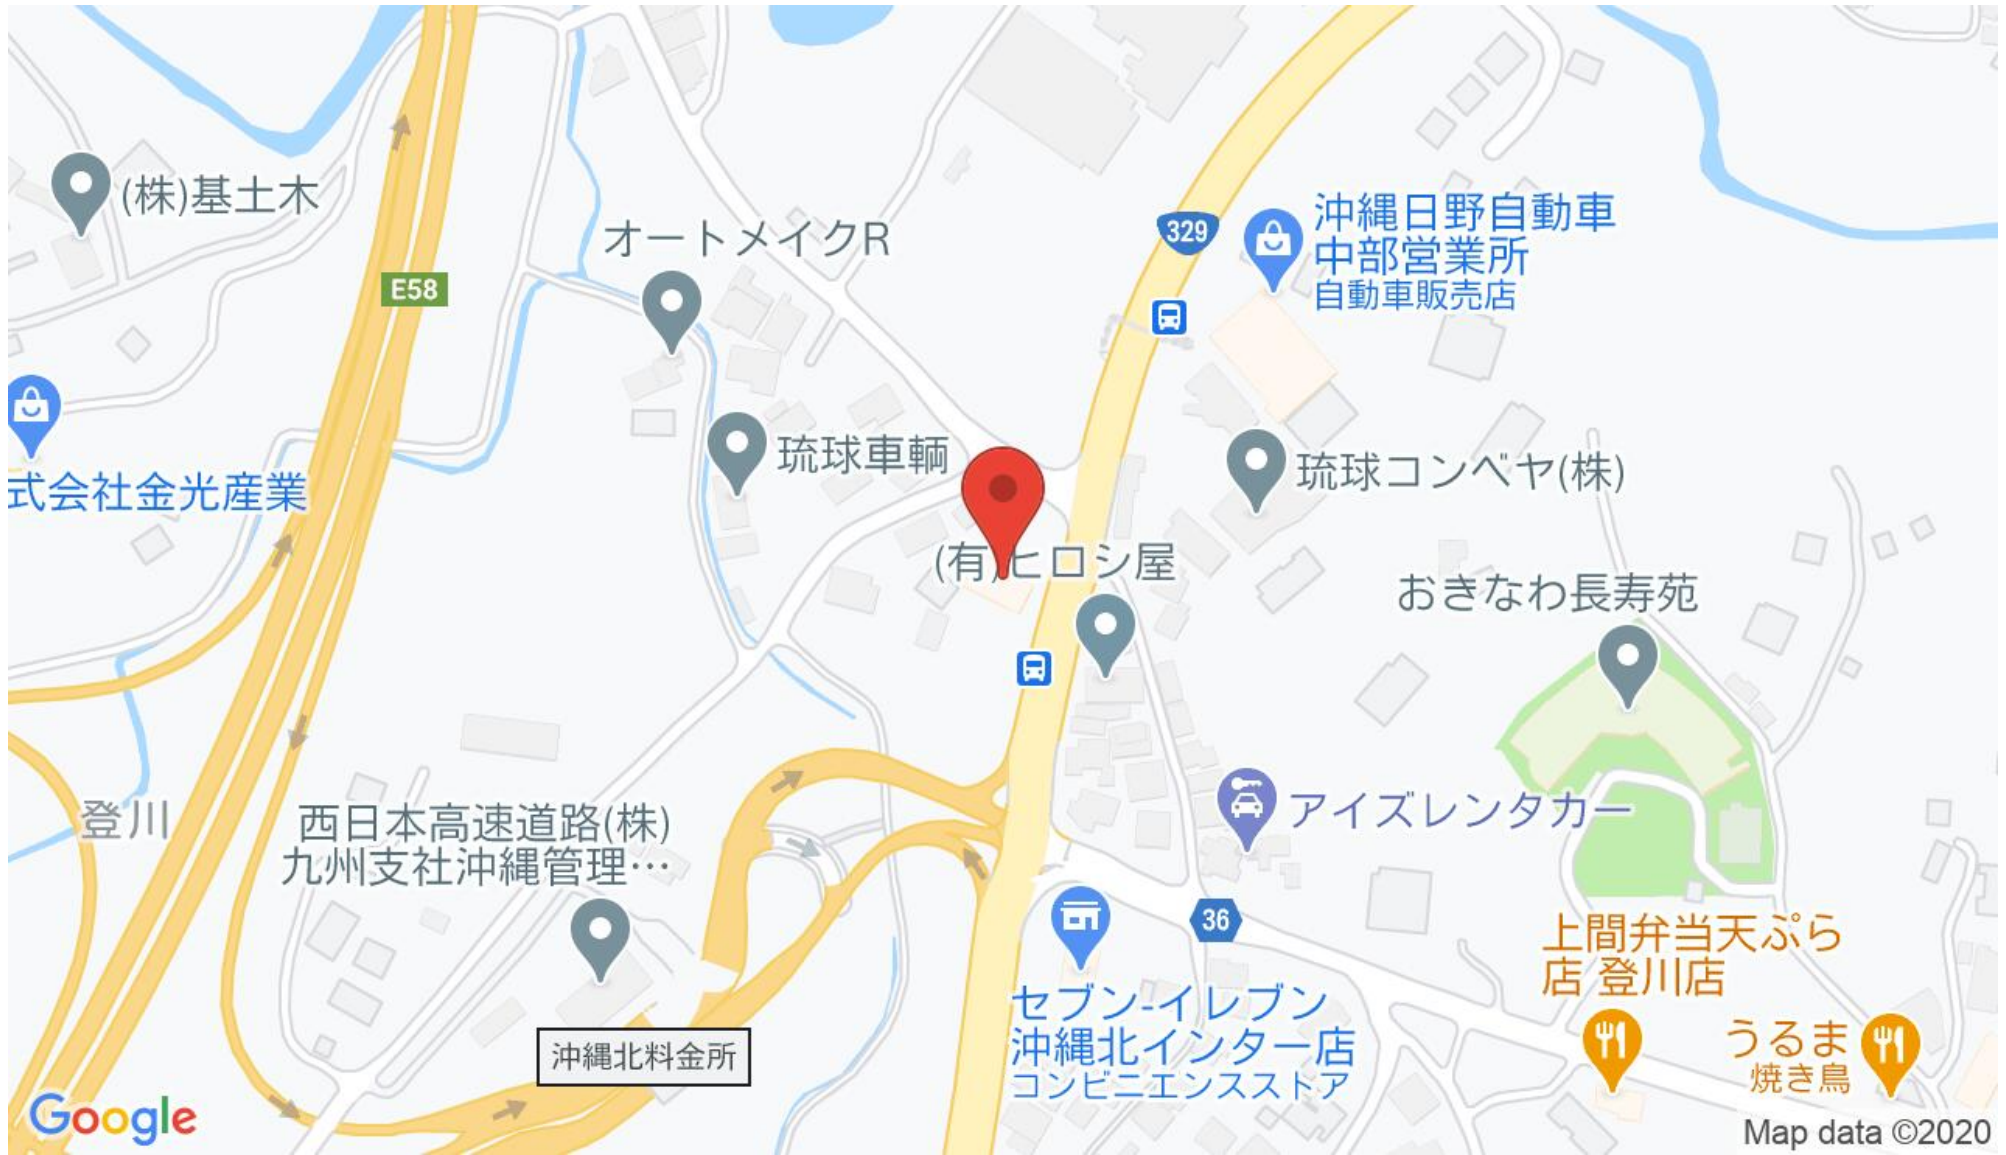 (株)基土木
オートメイクR
329
沖縄日野自動車
中部営業所
自動車販売店
E58
琉球車輌
琉球コンベヤ(株)
式会社金光産業
(有)ヒロシ屋
おきなわ長寿苑
登川
西日本高速道路(株)
九州支社沖縄管理…
アイズレンタカー
36
上間弁当天ぷら
店 登川店
セブン-イレブン
沖縄北インター店
コンビニエンスストア
沖縄北料金所
うるま
焼き鳥
Google
Map data ©2020